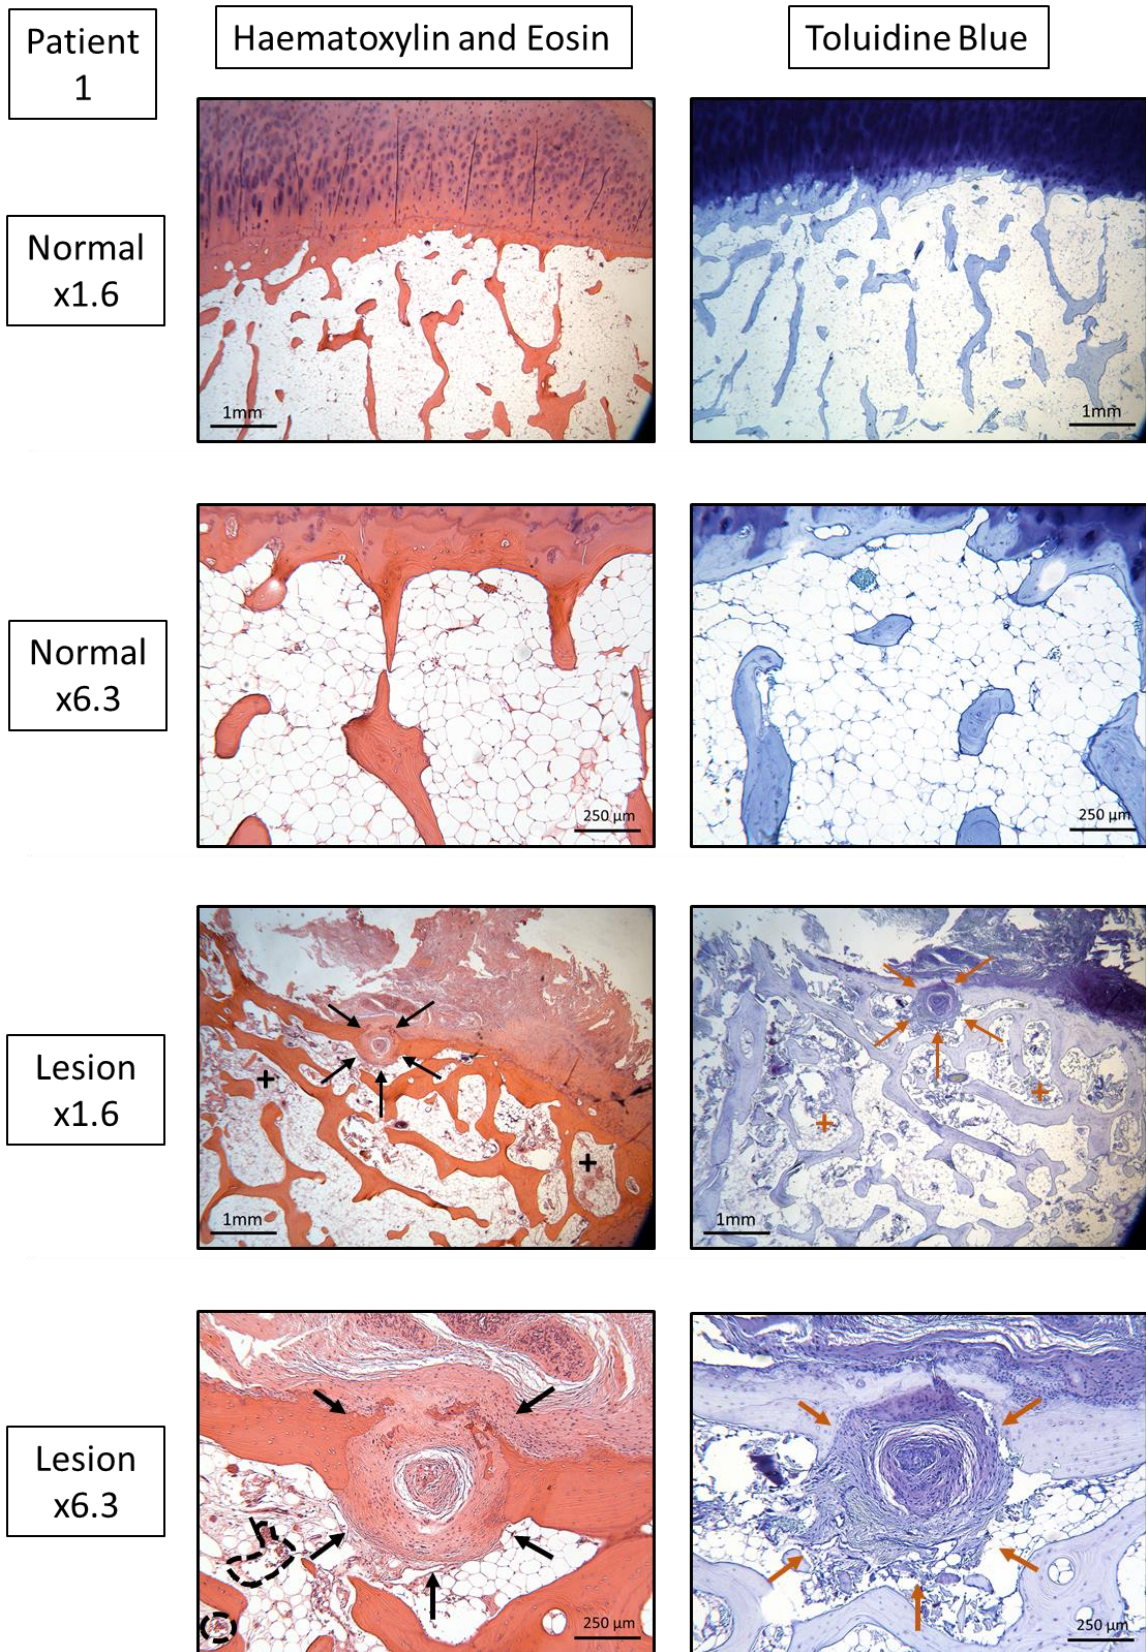 Patient
1
Haematoxylin and Eosin
Toluidine Blue
Normal
x1.6
1mm
1mm
Normal
x6.3
250 µm
250 µm
Lesion
x1.6
+
+
+
+
1mm
1mm
Lesion
x6.3
250 µm
250 µm